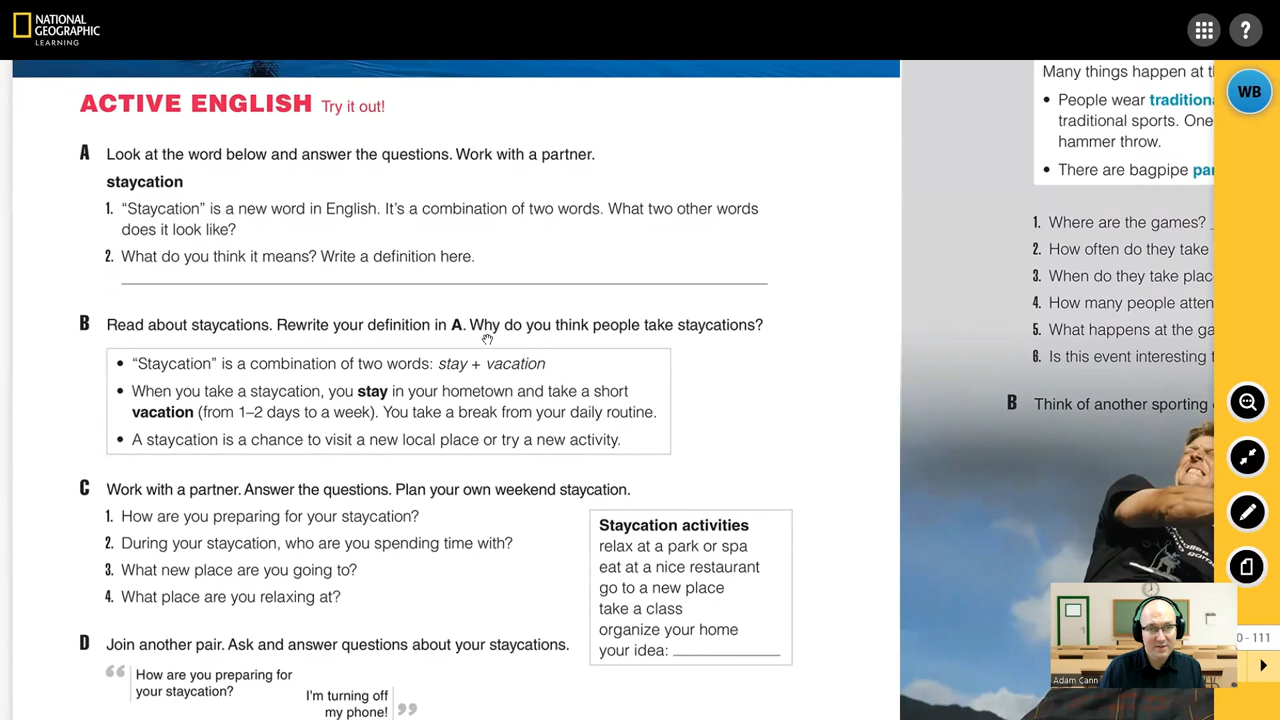 NATIONAL
GEOGRAPHIC
LEARNING
?
ACTIVE ENGLISH Try it out!
A Look at the word below and answer the questions. Work with a partner.
staycation
1. “Staycation” is a new word in English. It’s a combination of two words. What two other words
does it look like?
2. What do you think it means? Write a definition here.
B Read about staycations. Rewrite your definition in A. Why do you think people take staycations?
• “Staycation” is a combination of two words: stay + vacation
• When you take a staycation, you stay in your hometown and take a short
vacation (from 1–2 days to a week). You take a break from your daily routine.
• A staycation is a chance to visit a new local place or try a new activity.
C Work with a partner. Answer the questions. Plan your own weekend staycation.
1. How are you preparing for your staycation?
2. During your staycation, who are you spending time with?
3. What new place are you going to?
4. What place are you relaxing at?
Staycation activities
relax at a park or spa
eat at a nice restaurant
go to a new place
take a class
organize your home
your idea:
D Join another pair. Ask and answer questions about your staycations.
“ How are you preparing for
your staycation?
I’m turning off
my phone! ”
Many things happen at t
• People wear tradition
traditional sports. One
hammer throw.
• There are bagpipe pa
1. Where are the games?
2. How often do they take
3. When do they take plac
4. How many people atten
5. What happens at the ga
6. Is this event interesting
B Think of another sporting
WB
0 - 111
Adam Cann